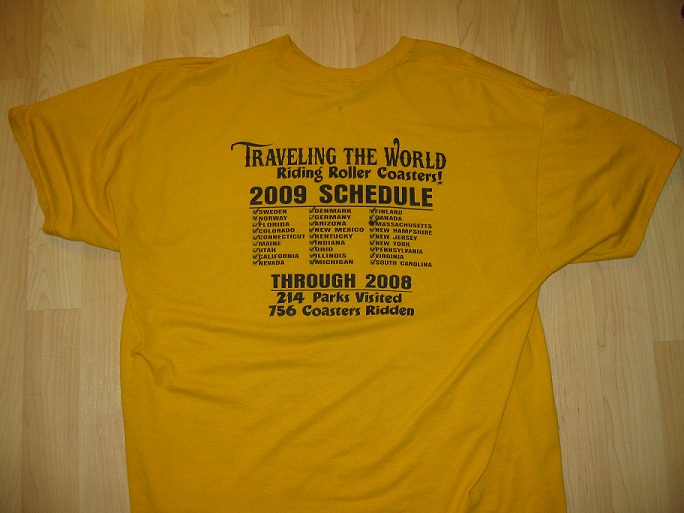 TRAVELING THE WORLD
Riding Roller Coasters!
2009 SCHEDULE
✓SWEDEN ✓DENMARK ✓FINLAND
✓NORWAY ✓GERMANY ✓CANADA
✓FLORIDA ✓ARIZONA ✓MASSACHUSETTS
✓COLORADO ✓NEW MEXICO ✓NEW HAMPSHIRE
✓CONNECTICUT ✓KENTUCKY ✓NEW JERSEY
✓MAINE ✓INDIANA ✓NEW YORK
✓UTAH ✓OHIO ✓PENNSYLVANIA
✓CALIFORNIA ✓ILLINOIS ✓VIRGINIA
✓NEVADA ✓MICHIGAN ✓SOUTH CAROLINA
THROUGH 2008
214 Parks Visited
756 Coasters Ridden